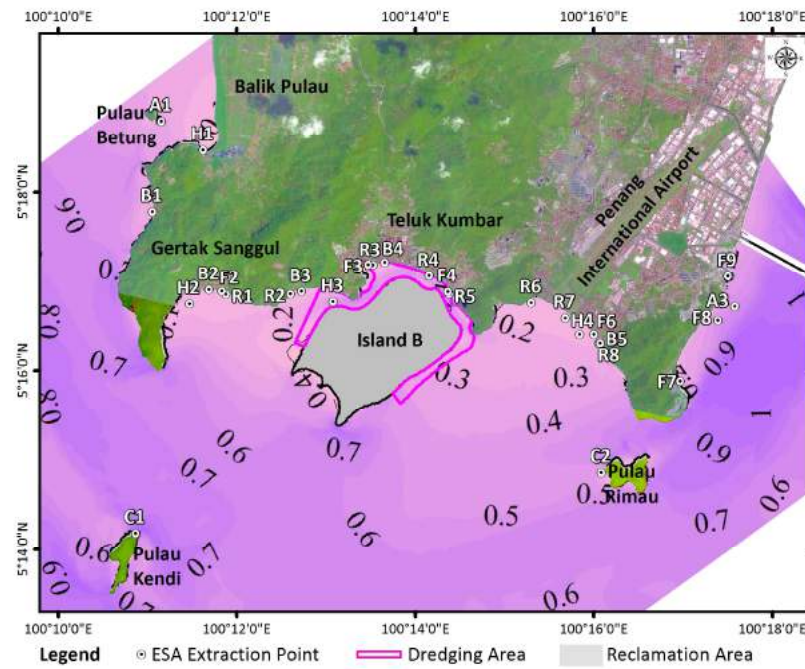 100°10'0"E 100°12'0"E 100°14'0"E 100°16'0"E 100°18'0"E
5°18'0"N
5°16'0"N
5°14'0"N
Balik Pulau
A1
Pulau
Betung
H1
B1
0.9
Gertak Sanggul
Teluk Kumbar
Penang
International Airport
R3 B4
F3
R4
F4
R5
B2
F2
H2
R1
R2
B3
H3
R6
R7
H4
F6
B5
R8
F9
A3
F8
F7
Island B
0.8
0.7
0.2
0.4
0.3
0.2
0.3
0.4
0.9
1
0.8
0.6
0.7
0.7
0.5
0.5
0.9
0.6
0.7
0.6
0.6
0.7
0.6
0.9
C2
Pulau
Rimau
C1
Pulau
Kendi
100°10'0"E 100°12'0"E 100°14'0"E 100°16'0"E 100°18'0"E
Legend ESA Extraction Point Dredging Area Reclamation Area